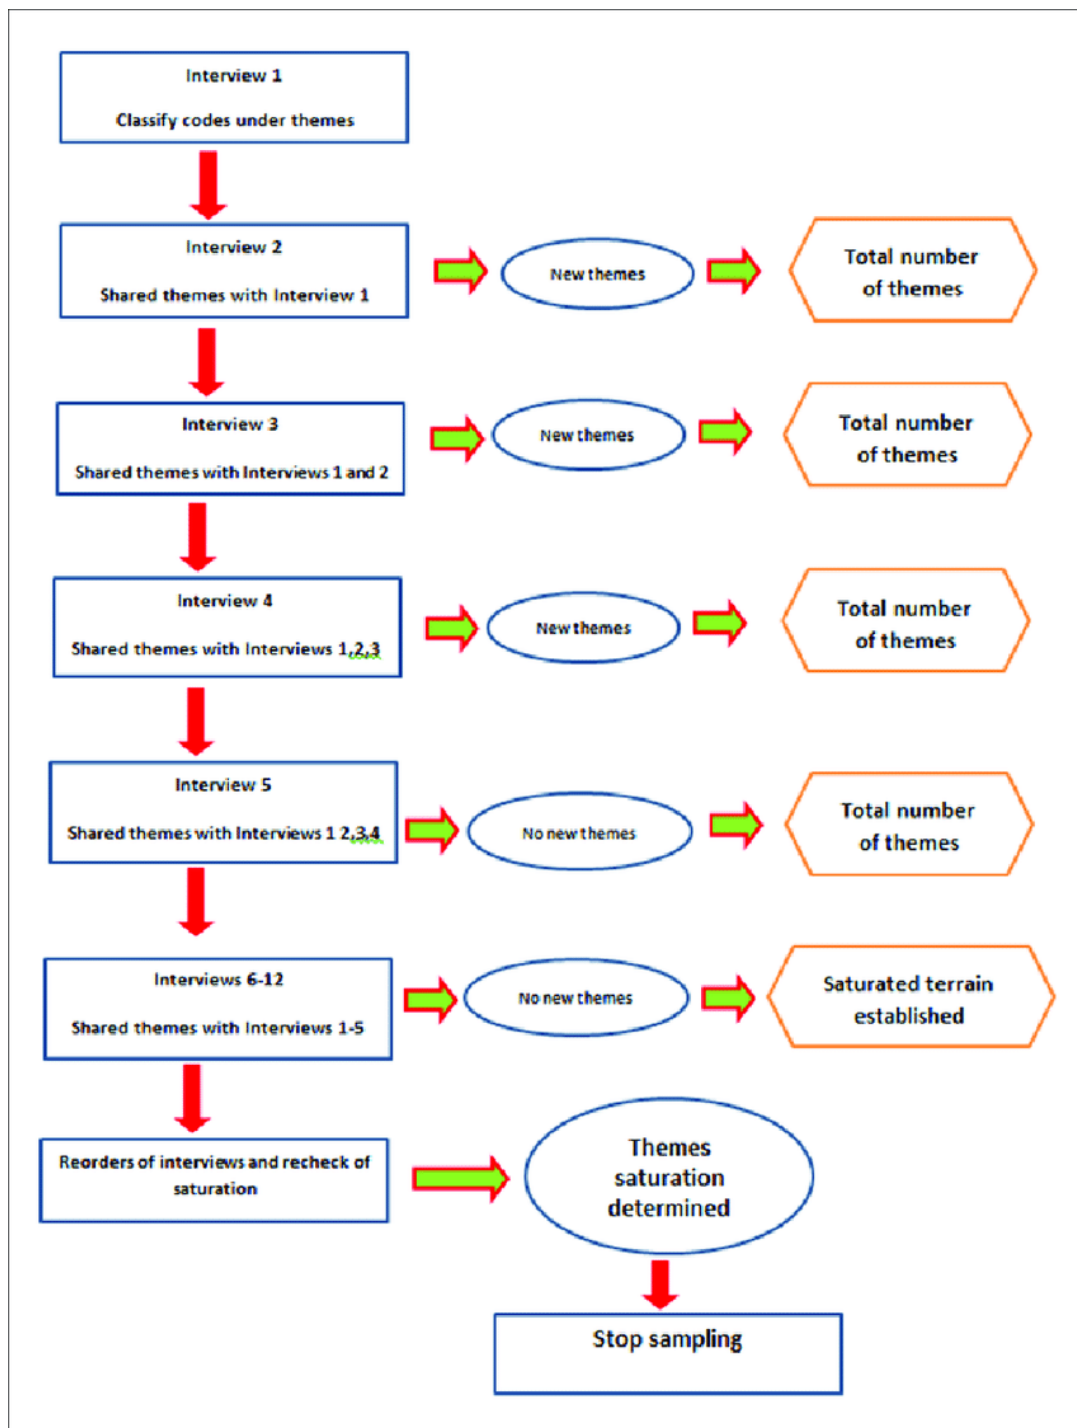 Interview 1
Classify codes under themes
Interview 2
Shared themes with Interview 1
New themes
Total number
of themes
Interview 3
Shared themes with Interviews 1 and 2
New themes
Total number
of themes
Interview 4
Shared themes with Interviews 1,2,3
New themes
Total number
of themes
Interview 5
Shared themes with Interviews 1 2,3,4
No new themes
Total number
of themes
Interviews 6-12
Shared themes with Interviews 1-5
No new themes
Saturated terrain
established
Reorders of interviews and recheck of
saturation
Themes
saturation
determined
Stop sampling